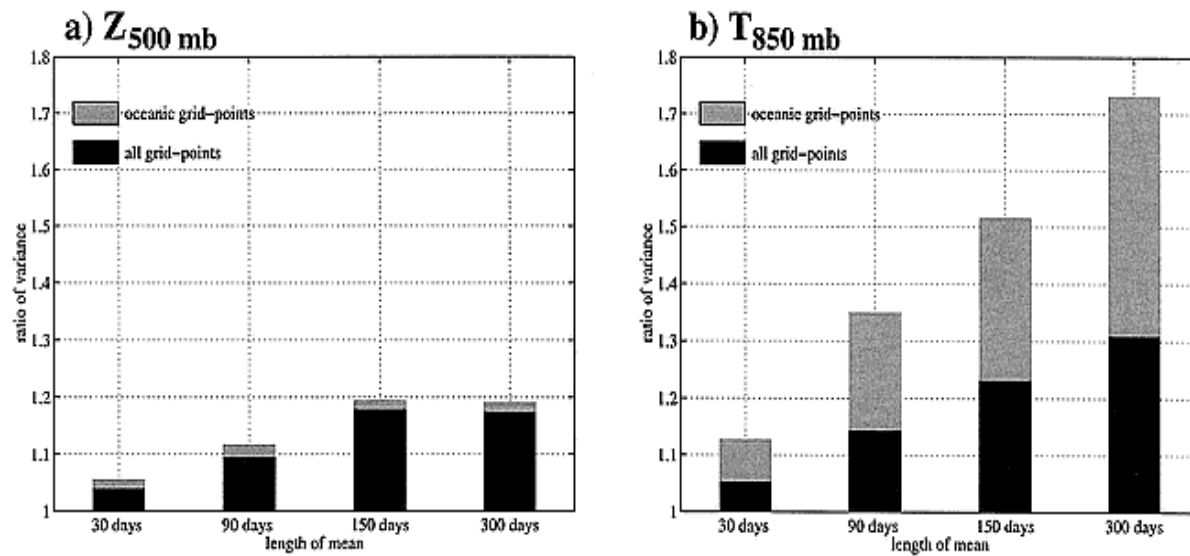 a) Z500 mb
1.8
1.7
1.6
1.5
1.4
1.3
1.2
1.1
1
ratio of variance
oceanic grid-points
all grid-points
30 days
90 days
150 days
300 days
length of mean
b) T850 mb
1.8
1.7
1.6
1.5
1.4
1.3
1.2
1.1
1
ratio of variance
oceanic grid-points
all grid-points
30 days
90 days
150 days
300 days
length of mean